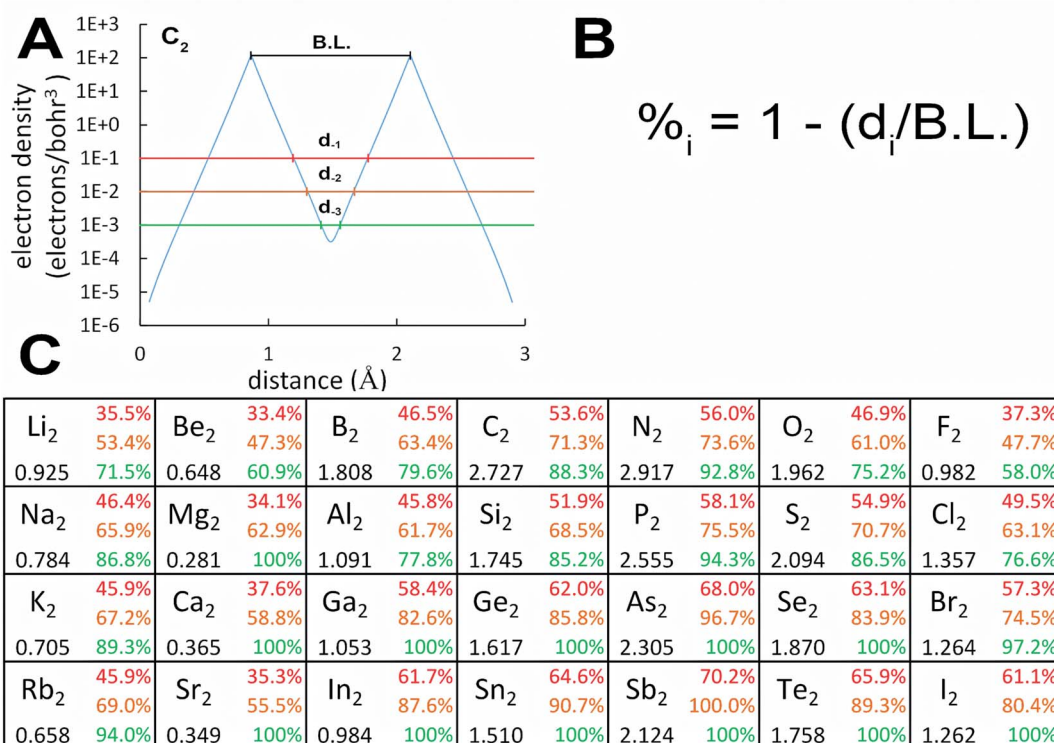 A
C₂
B.L.
B
1E+3
1E+2
1E+1
1E+0
1E-1
1E-2
1E-3
1E-4
1E-5
1E-6
electron density
(electrons/bohr³ )
d₋₁
d₋₂
d₋₃
0 1 2 3
distance (Å)
%ᵢ = 1 - (dᵢ/B.L.)
C
Li₂ 35.5% 53.4% 0.925 71.5%
Be₂ 33.4% 47.3% 0.648 60.9%
B₂ 46.5% 63.4% 1.808 79.6%
C₂ 53.6% 71.3% 2.727 88.3%
N₂ 56.0% 73.6% 2.917 92.8%
O₂ 46.9% 61.0% 1.962 75.2%
F₂ 37.3% 47.7% 0.982 58.0%
Na₂ 46.4% 65.9% 0.784 86.8%
Mg₂ 34.1% 62.9% 0.281 100%
Al₂ 45.8% 61.7% 1.091 77.8%
Si₂ 51.9% 68.5% 1.745 85.2%
P₂ 58.1% 75.5% 2.555 94.3%
S₂ 54.9% 70.7% 2.094 86.5%
Cl₂ 49.5% 63.1% 1.357 76.6%
K₂ 45.9% 67.2% 0.705 89.3%
Ca₂ 37.6% 58.8% 0.365 100%
Ga₂ 58.4% 82.6% 1.053 100%
Ge₂ 62.0% 85.8% 1.617 100%
As₂ 68.0% 96.7% 2.305 100%
Se₂ 63.1% 83.9% 1.870 100%
Br₂ 57.3% 74.5% 1.264 97.2%
Rb₂ 45.9% 69.0% 0.658 94.0%
Sr₂ 35.3% 55.5% 0.349 100%
In₂ 61.7% 87.6% 0.984 100%
Sn₂ 64.6% 90.7% 1.510 100%
Sb₂ 70.2% 100.0% 2.124 100%
Te₂ 65.9% 89.3% 1.758 100%
I₂ 61.1% 80.4% 1.262 100%